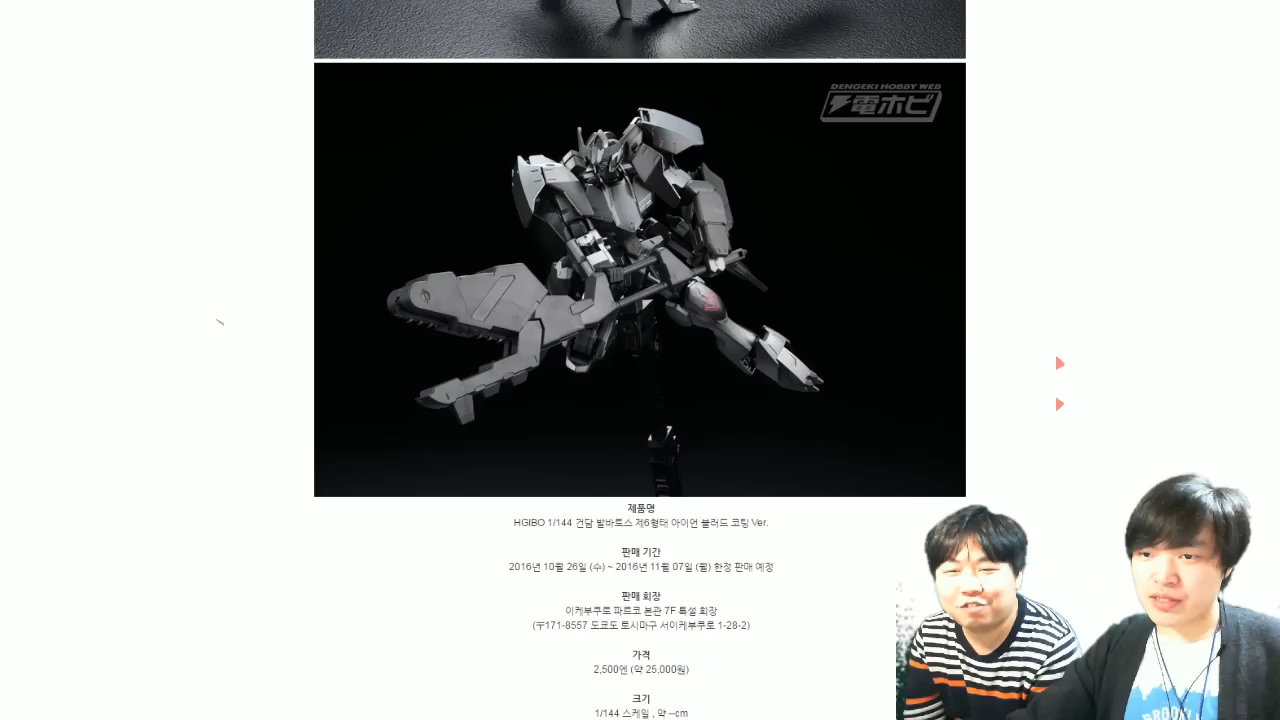 DENGEKI HOBBY WEB
電ホビ
제품명
HGIBO 1/144 건담 발바토스 제6형태 아이언 블러드 코팅 Ver.
판매 기간
2016년 10월 26일 (수) ~ 2016년 11월 07일 (월) 한정 판매 예정
판매 회장
이케부쿠로 파르코 본관 7F 특설 회장
(〒171-8557 도쿄도 토시마구 서이케부쿠로 1-28-2)
가격
2,500엔 (약 25,000원)
크기
1/144 스케일 , 약 --cm
BROOKL